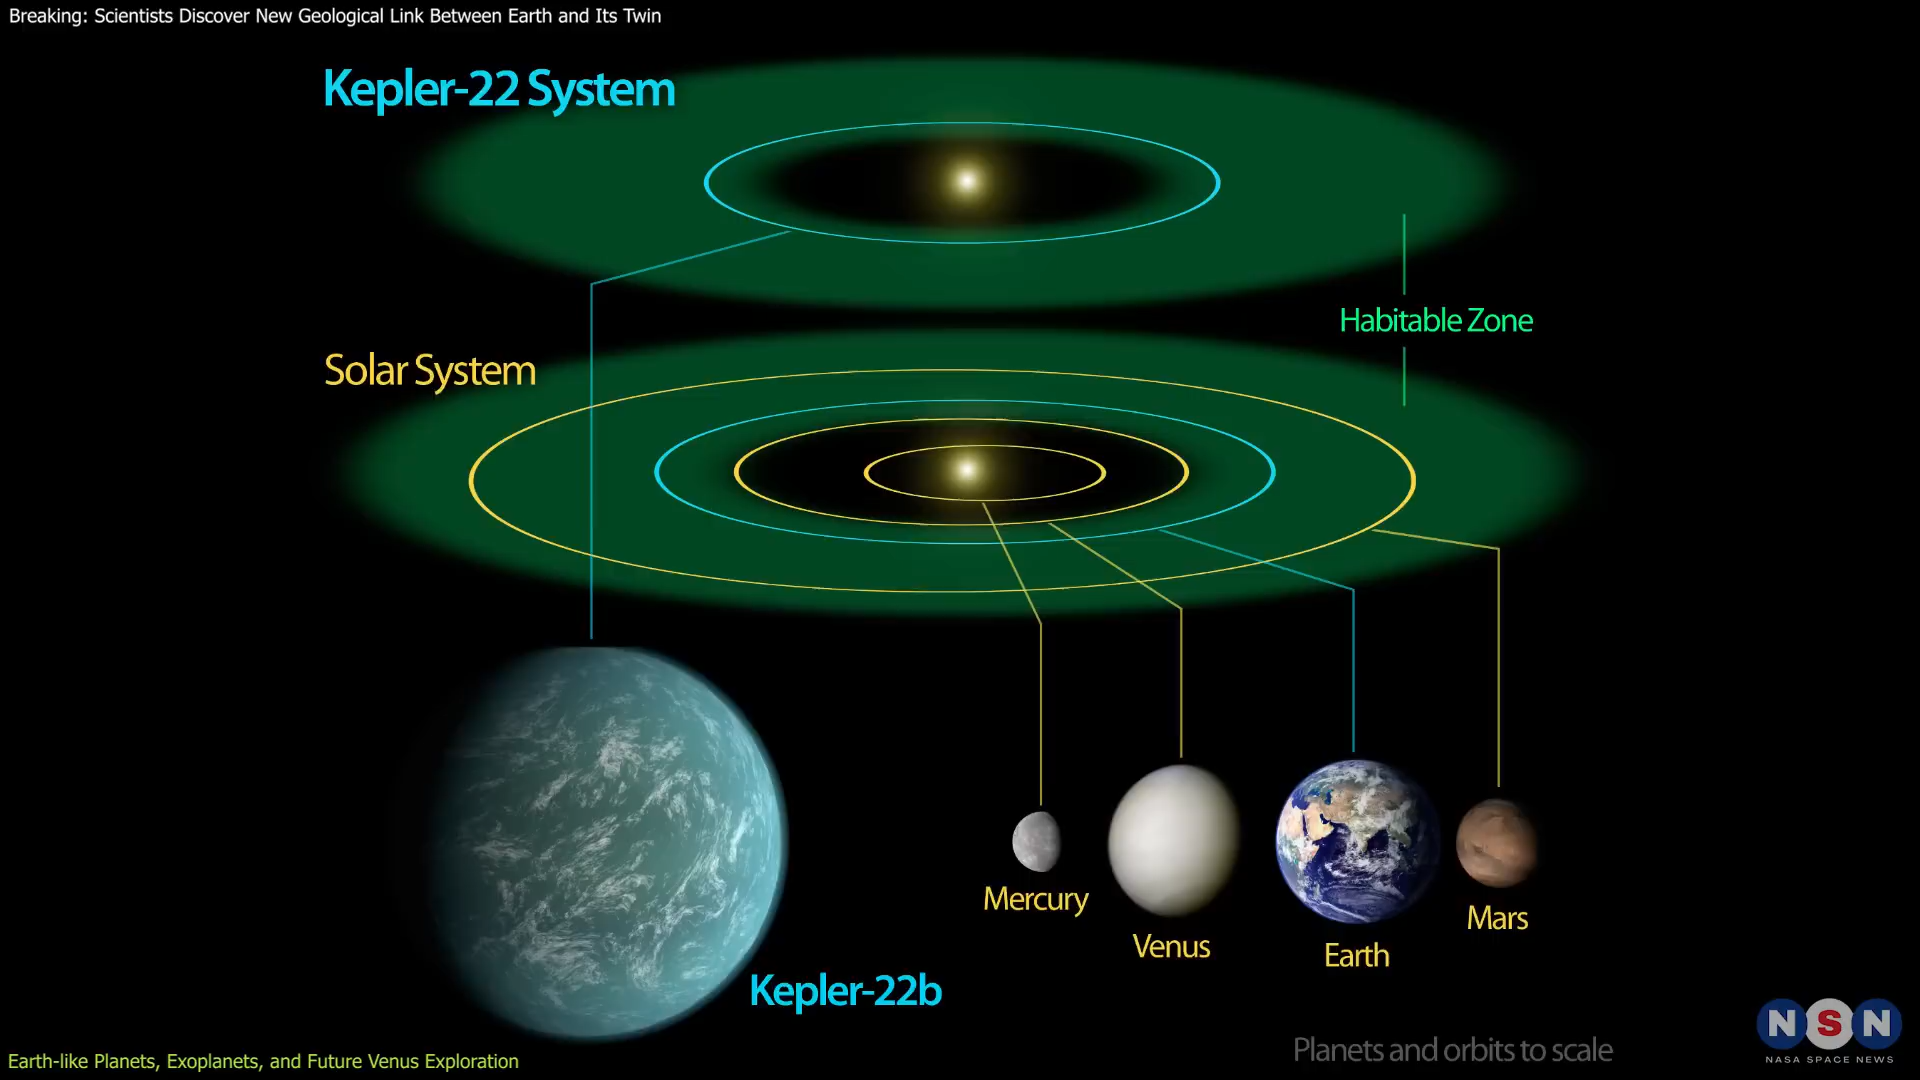 Breaking: Scientists Discover New Geological Link Between Earth and Its Twin
Kepler-22 System
Habitable Zone
Solar System
Mercury
Venus
Earth
Mars
Kepler-22b
Planets and orbits to scale
NSN
NASA SPACE NEWS
Earth-like Planets, Exoplanets, and Future Venus Exploration